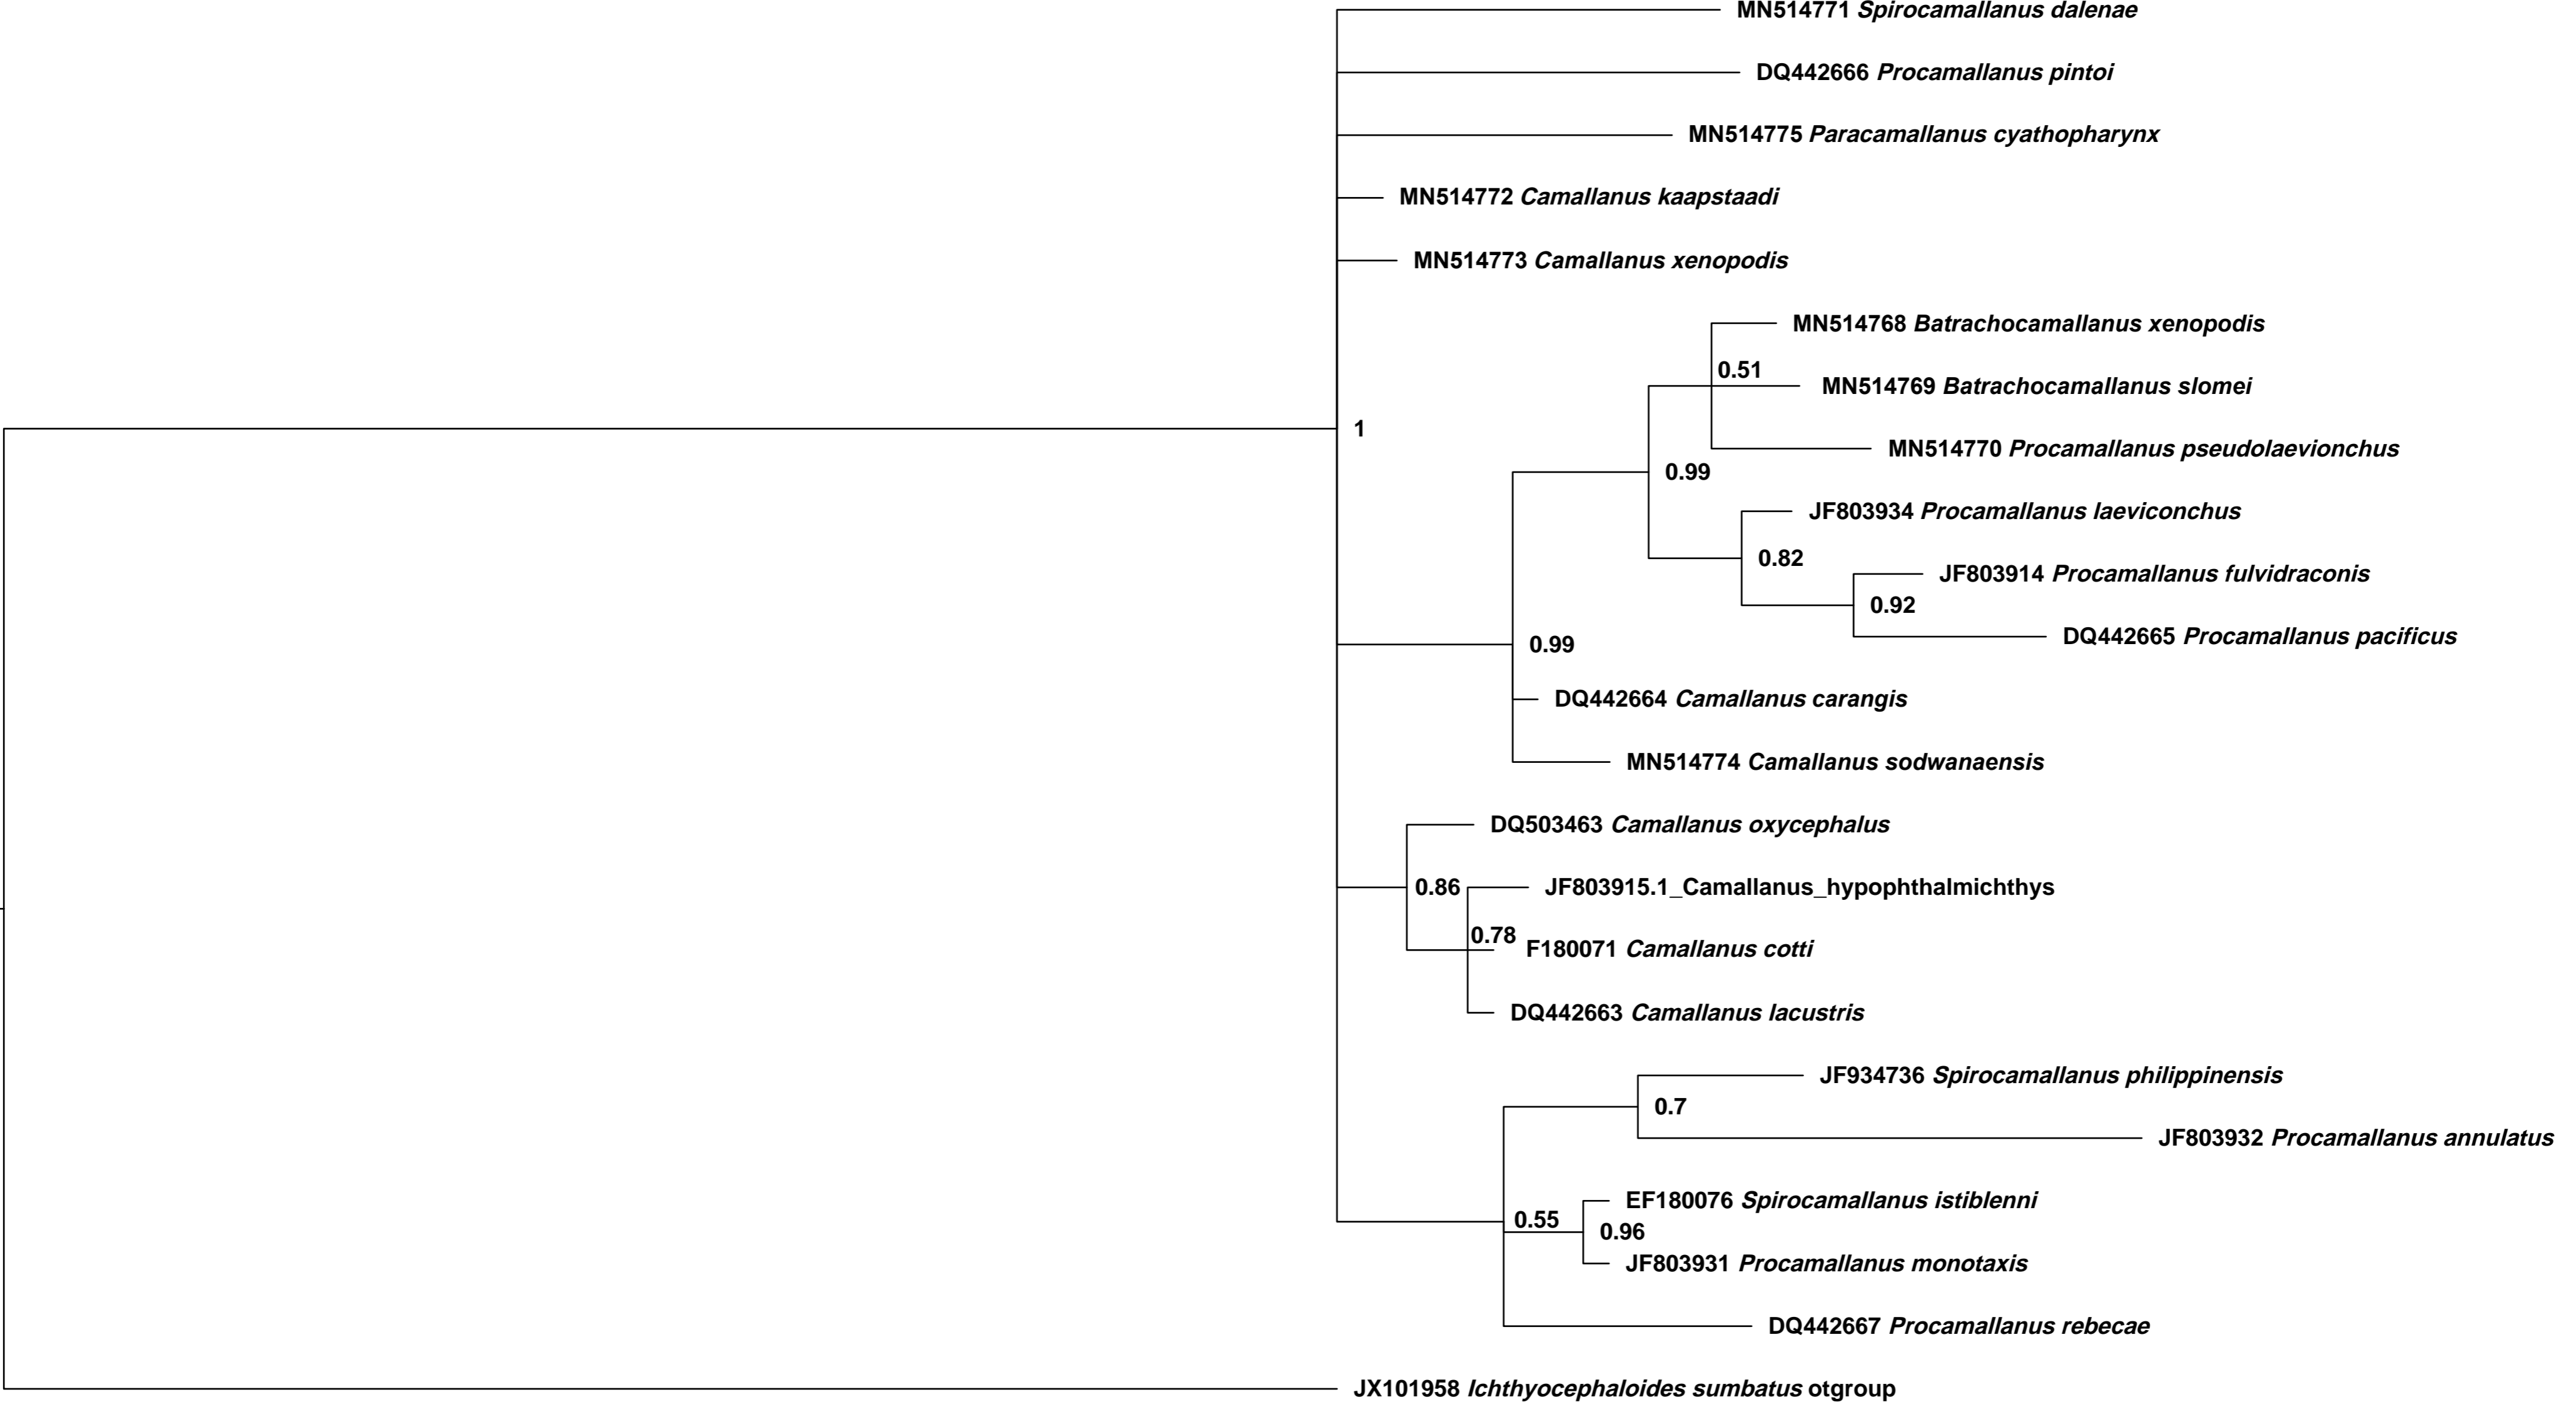 MN514771 Spirocamallanus dalenae
DQ442666 Procamallanus pintoi
MN514775 Paracamallanus cyathopharynx
MN514772 Camallanus kaapstaadi
MN514773 Camallanus xenopodis
MN514768 Batrachocamallanus xenopodis
0.51
MN514769 Batrachocamallanus slomei
1
MN514770 Procamallanus pseudolaevionchus
0.99
JF803934 Procamallanus laeviconchus
0.82
JF803914 Procamallanus fulvidraconis
0.92
DQ442665 Procamallanus pacificus
0.99
DQ442664 Camallanus carangis
MN514774 Camallanus sodwanaensis
DQ503463 Camallanus oxycephalus
0.86
JF803915.1_Camallanus_hypophthalmichthys
0.78
F180071 Camallanus cotti
DQ442663 Camallanus lacustris
JF934736 Spirocamallanus philippinensis
0.7
JF803932 Procamallanus annulatus
EF180076 Spirocamallanus istiblenni
0.55
0.96
JF803931 Procamallanus monotaxis
DQ442667 Procamallanus rebecae
JX101958 Ichthyocephaloides sumbatus otgroup